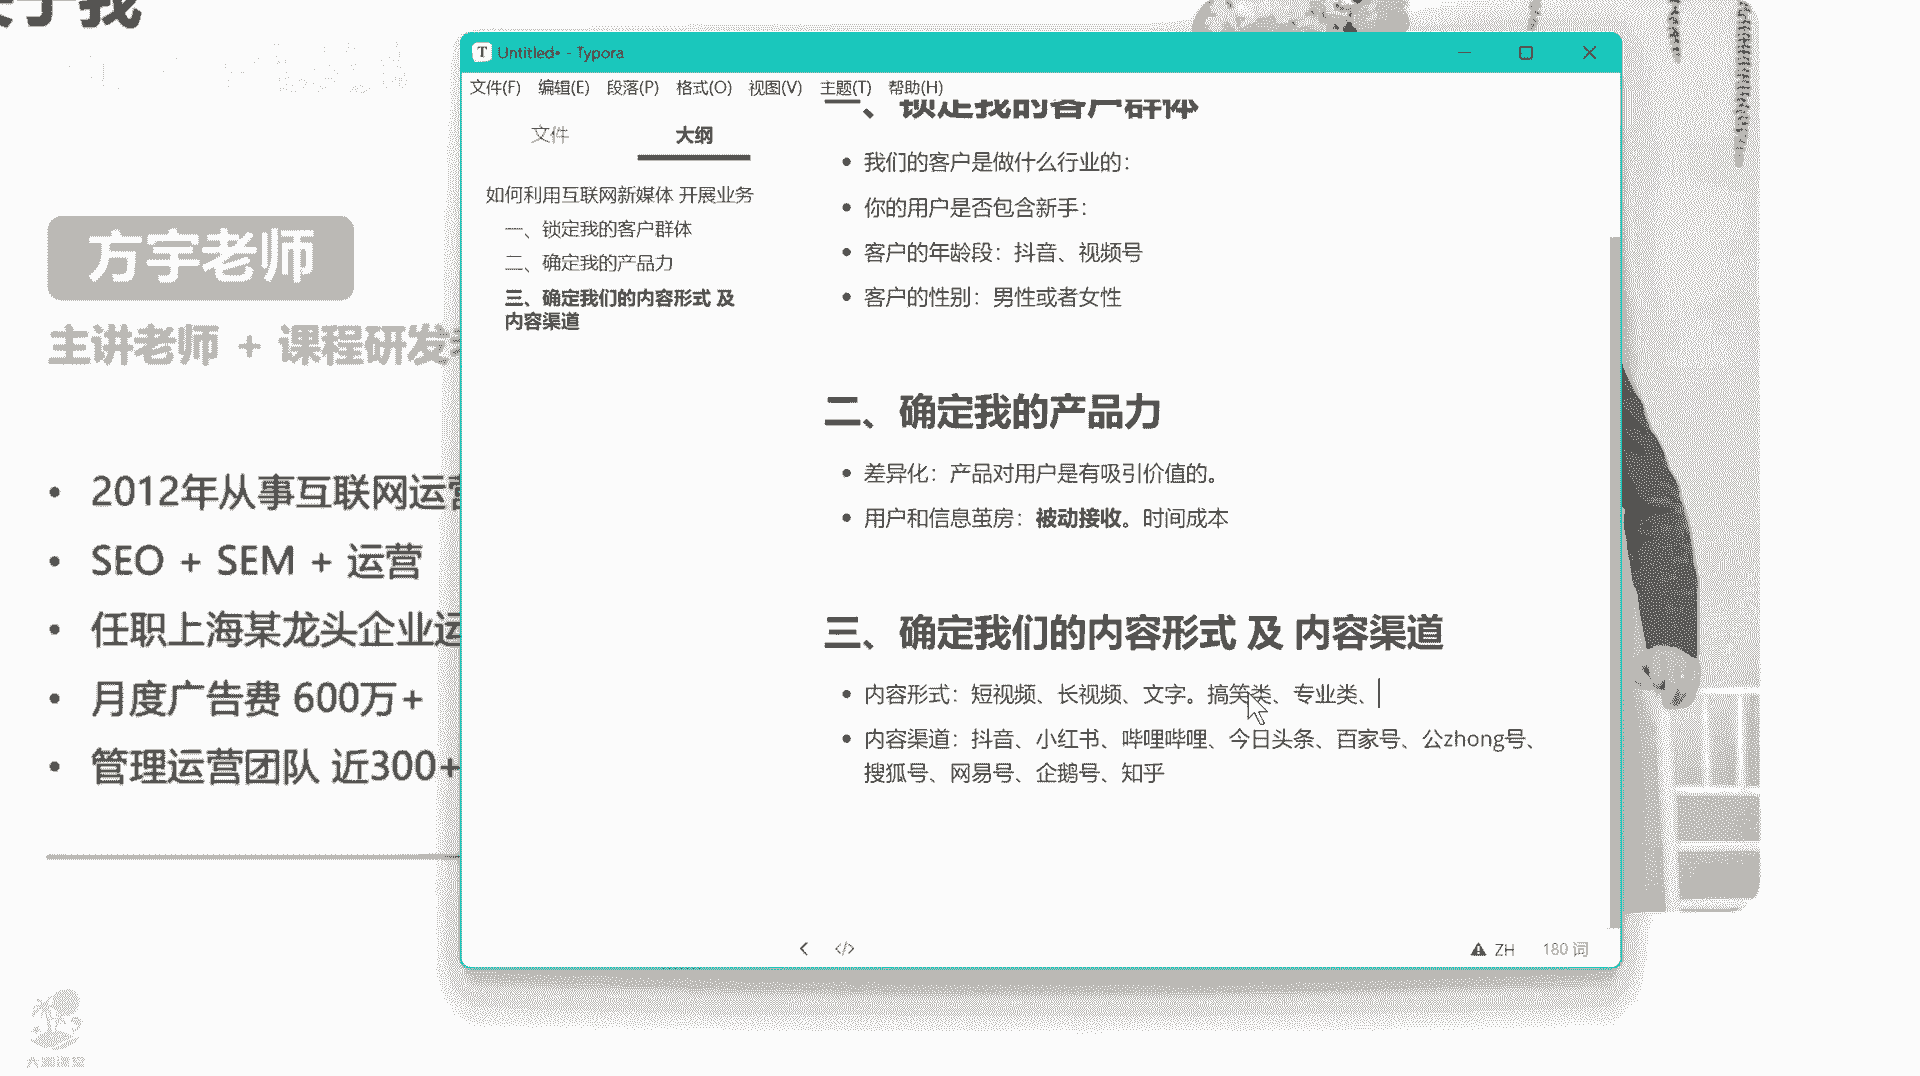 Untitled• - Typora
文件(F) 编辑(E) 段落(P) 格式(O) 视图(V) 主题(T) 帮助(H)
文件 大纲
如何利用互联网新媒体 开展业务
一、锁定我的客户群体
二、确定我的产品力
三、确定我们的内容形式 及
内容渠道
一、锁定我的客户群体
• 我们的客户是做什么行业的：
• 你的用户是否包含新手：
• 客户的年龄段：抖音、视频号
• 客户的性别：男性或者女性
二、确定我的产品力
• 差异化：产品对用户是有吸引价值的。
• 用户和信息茧房：被动接收。时间成本
三、确定我们的内容形式 及 内容渠道
• 内容形式：短视频、长视频、文字。搞笑类、专业类、
• 内容渠道：抖音、小红书、哔哩哔哩、今日头条、百家号、公zhong号、
搜狐号、网易号、企鹅号、知乎
ZH 180 词
方宇老师
主讲老师 + 课程研发
• 2012年从事互联网运营
• SEO + SEM + 运营
• 任职上海某龙头企业运
• 月度广告费 600万+
• 管理运营团队 近300+